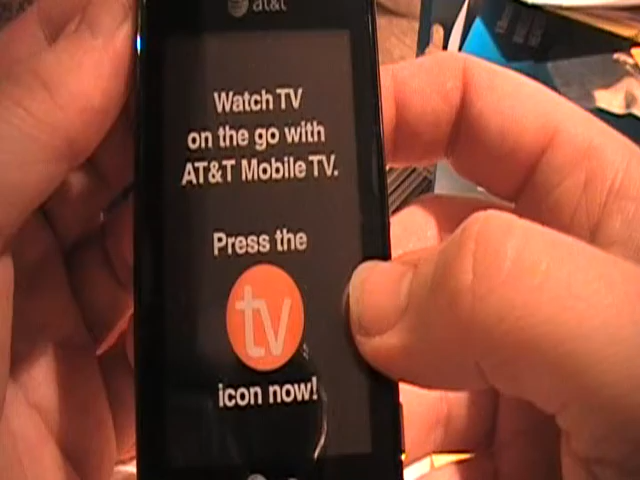 at&t
Watch TV
on the go with
AT&T Mobile TV.
Press the
tv
icon now!